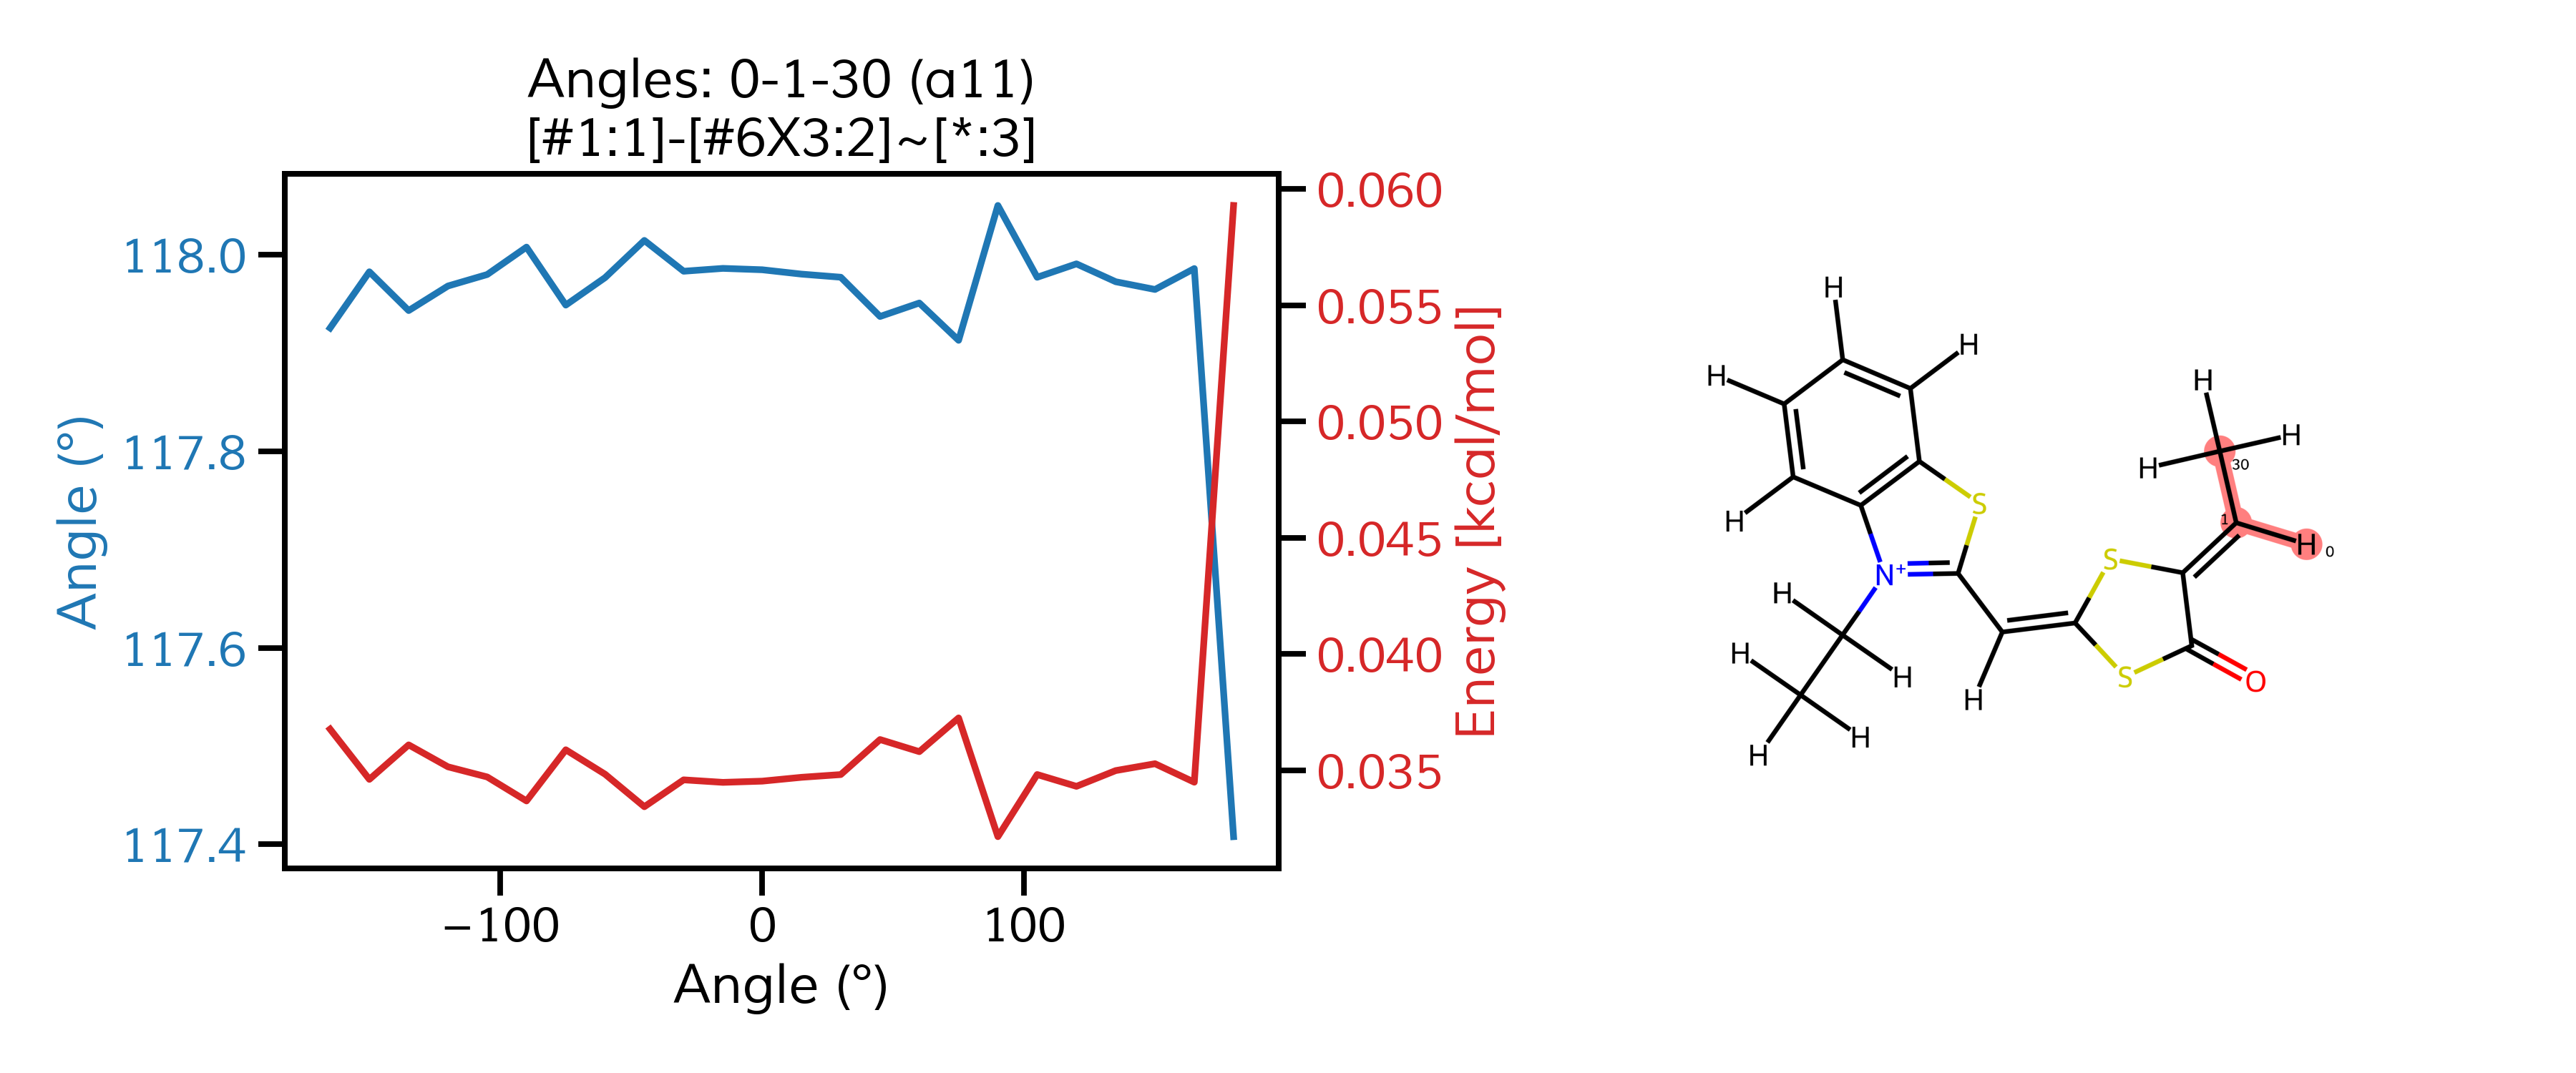 Angles: 0-1-30 (a11)
[#1:1]-[#6X3:2]~[*:3]
118.0
117.8
117.6
117.4
Angle (°)
0.060
0.055
0.050
0.045
0.040
0.035
Energy [kcal/mol]
−100
0
100
Angle (°)
H
H
H
H
H
H
H
30
H
S
1
H
0
S
N⁺
H
H
H
H
S
O
H
H